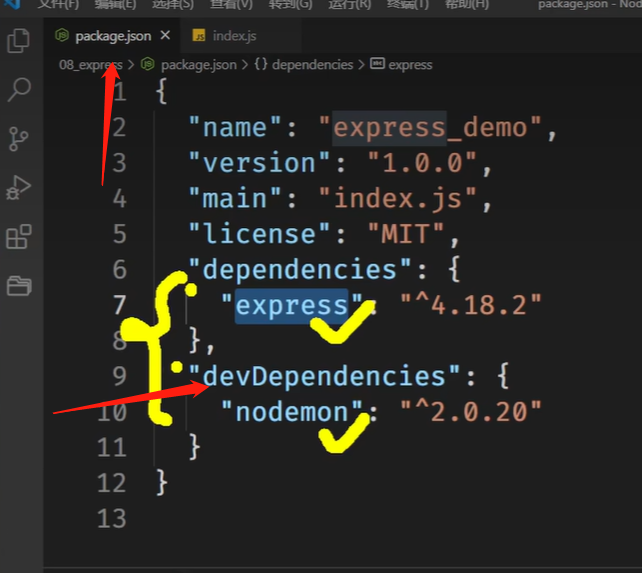 文件(F) 编辑(E) 选择(S) 查看(V) 转到(G) 运行(R) 终端(T) 帮助(H) package.json - Nod
package.json index.js
08_express > package.json > {} dependencies > express
1 {
2 "name": "express_demo",
3 "version": "1.0.0",
4 "main": "index.js",
5 "license": "MIT",
6 "dependencies": {
7 "express": "^4.18.2"
8 },
9 "devDependencies": {
10 "nodemon": "^2.0.20"
11 }
12 }
13